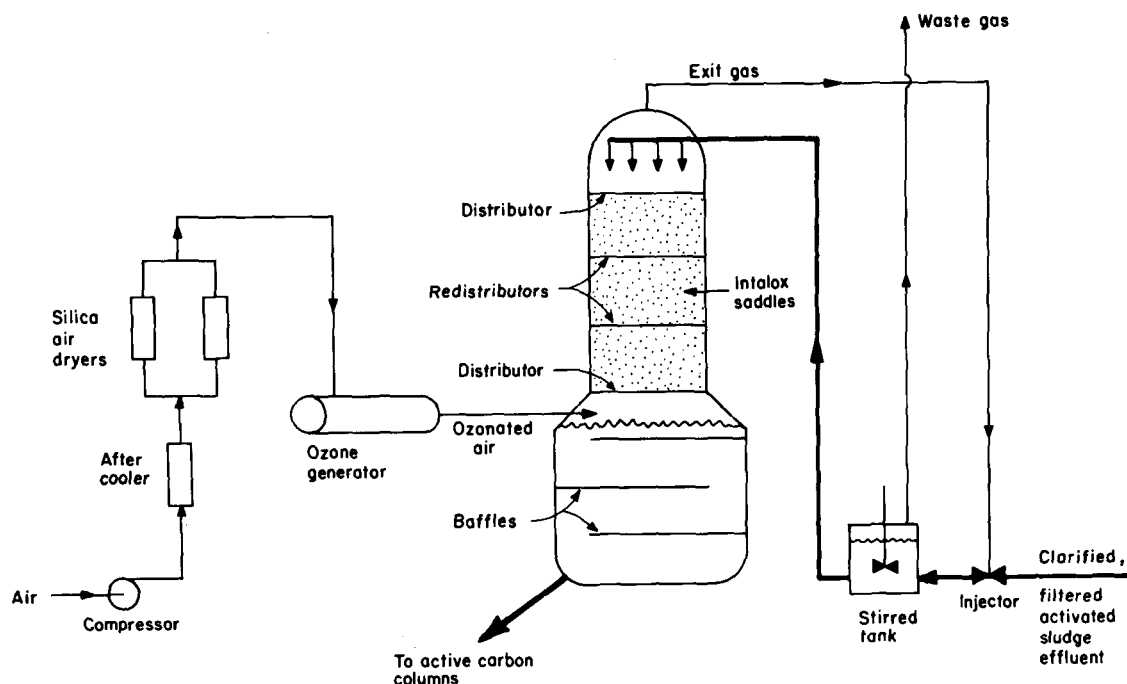 Waste gas
Exit gas
Distributor
Redistributors
Intalox
saddles
Silica
air
dryers
Distributor
Ozonated
air
Ozone
generator
After
cooler
Baffles
Clarified,
filtered
activated
sludge
effluent
Injector
Stirred
tank
Air
Compressor
To active carbon
columns